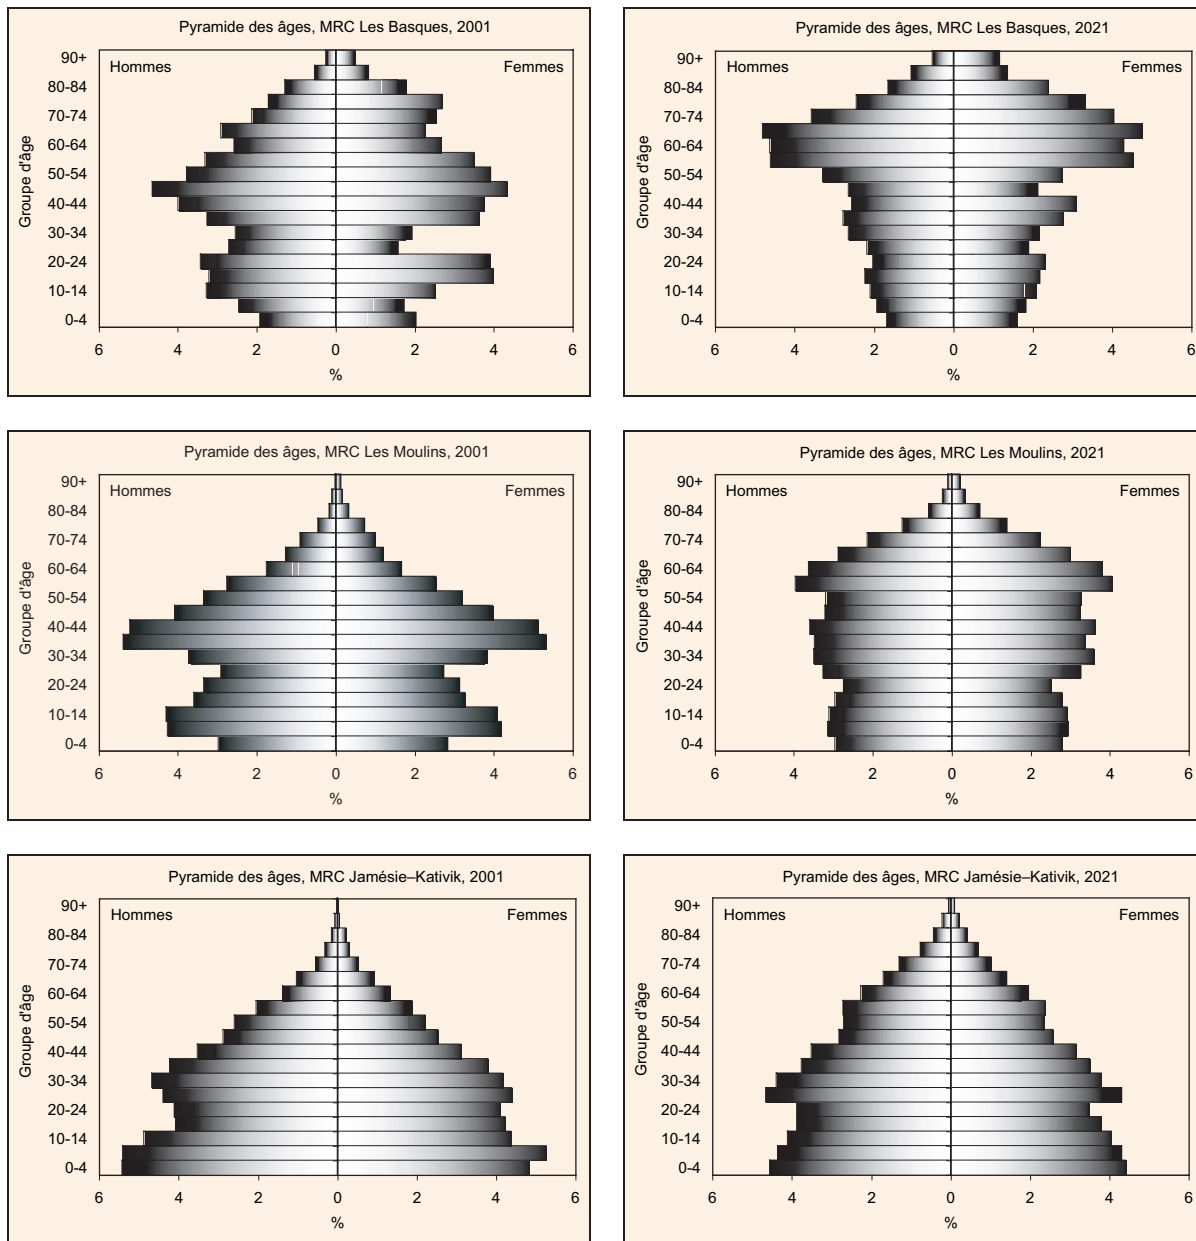 Pyramide des âges, MRC Les Basques, 2001
Hommes
Femmes
Groupe d'âge
90+
80-84
70-74
60-64
50-54
40-44
30-34
20-24
10-14
0-4
6 4 2 0 2 4 6
%
Pyramide des âges, MRC Les Basques, 2021
Hommes
Femmes
Groupe d'âge
90+
80-84
70-74
60-64
50-54
40-44
30-34
20-24
10-14
0-4
6 4 2 0 2 4 6
%
Pyramide des âges, MRC Les Moulins, 2001
Hommes
Femmes
Groupe d'âge
90+
80-84
70-74
60-64
50-54
40-44
30-34
20-24
10-14
0-4
6 4 2 0 2 4 6
%
Pyramide des âges, MRC Les Moulins, 2021
Hommes
Femmes
Groupe d'âge
90+
80-84
70-74
60-64
50-54
40-44
30-34
20-24
10-14
0-4
6 4 2 0 2 4 6
%
Pyramide des âges, MRC Jamésie–Kativik, 2001
Hommes
Femmes
Groupe d'âge
90+
80-84
70-74
60-64
50-54
40-44
30-34
20-24
10-14
0-4
6 4 2 0 2 4 6
%
Pyramide des âges, MRC Jamésie–Kativik, 2021
Hommes
Femmes
Groupe d'âge
90+
80-84
70-74
60-64
50-54
40-44
30-34
20-24
10-14
0-4
6 4 2 0 2 4 6
%